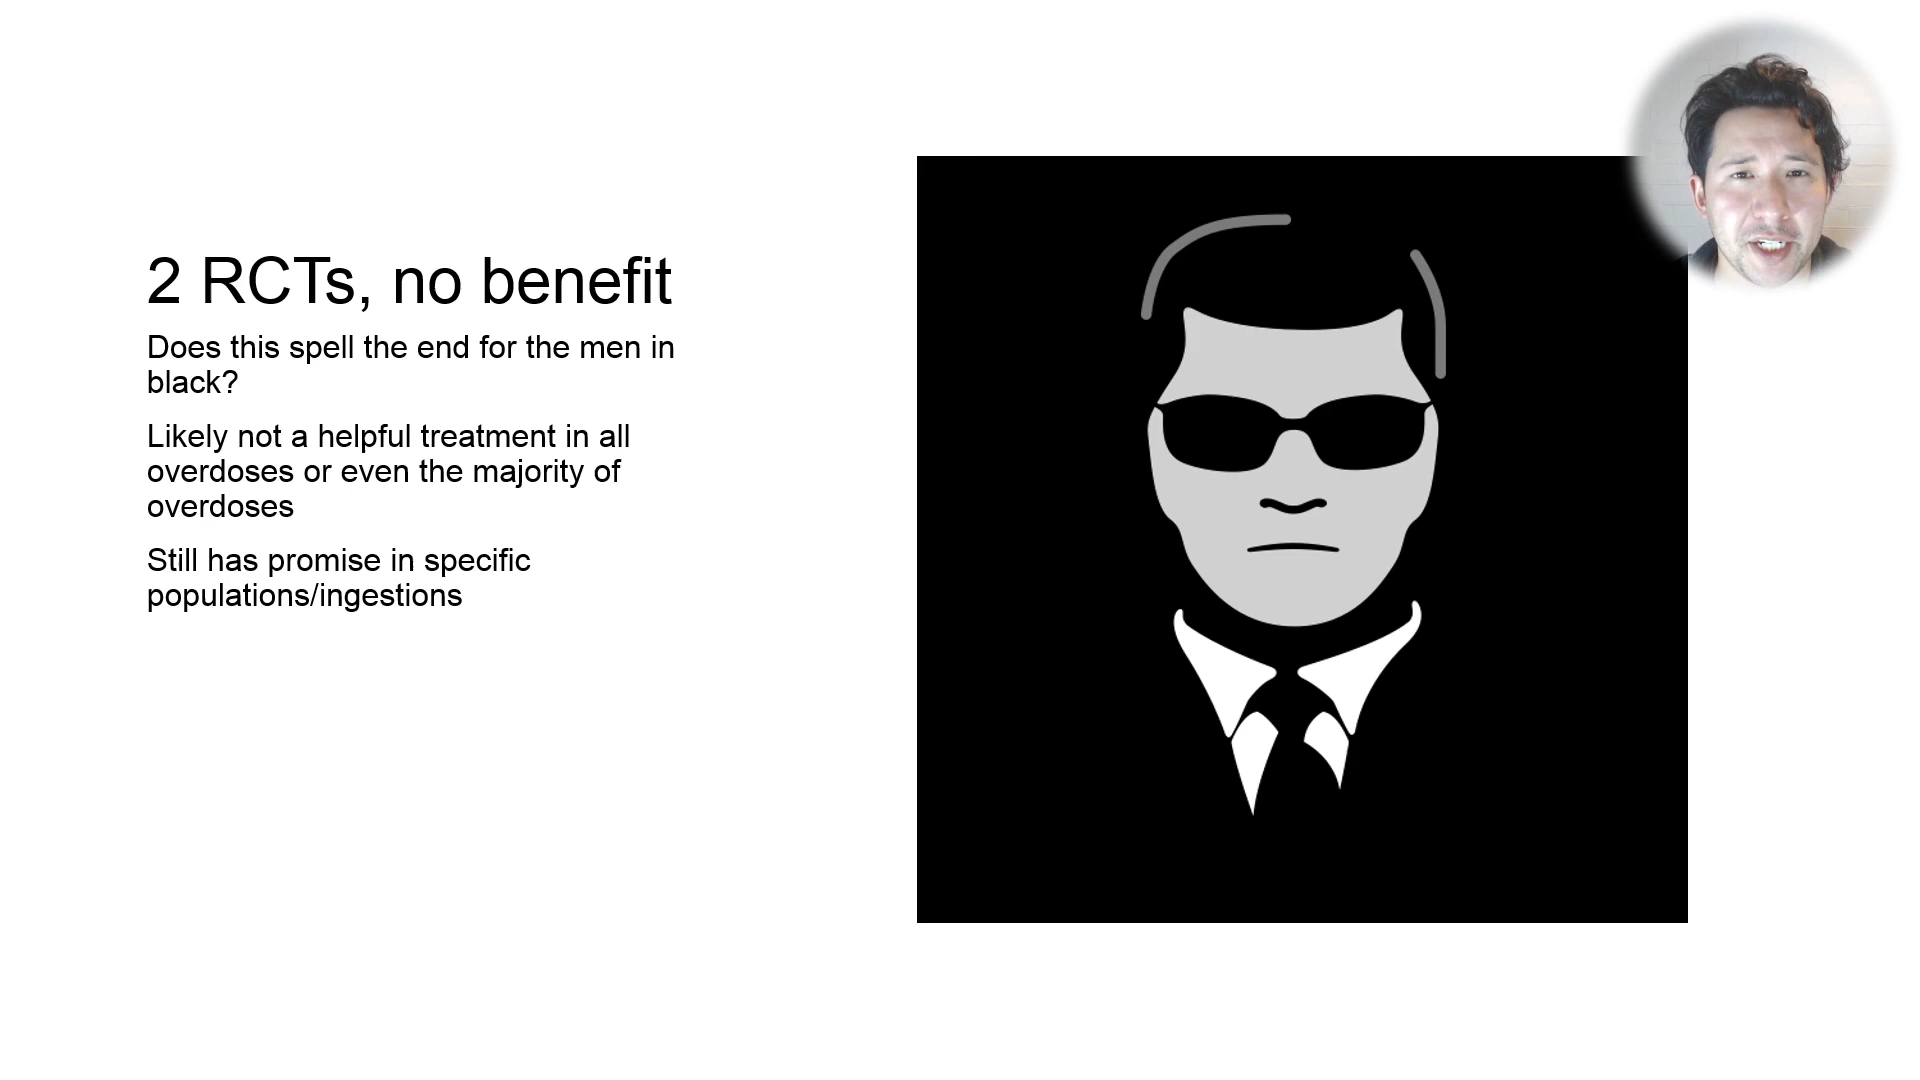 2 RCTs, no benefit
Does this spell the end for the men in
black?
Likely not a helpful treatment in all
overdoses or even the majority of
overdoses
Still has promise in specific
populations/ingestions